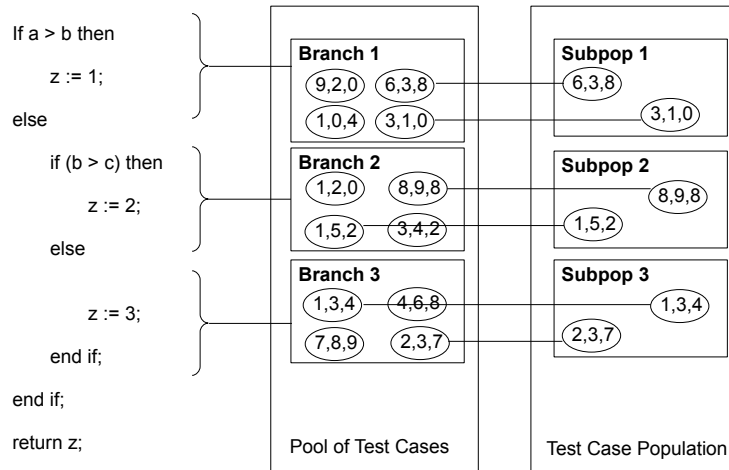 If a > b then
z := 1;
else
if (b > c) then
z := 2;
else
z := 3;
end if;
end if;
return z;
Branch 1
9,2,0 6,3,8
1,0,4 3,1,0
Branch 2
1,2,0 8,9,8
1,5,2 3,4,2
Branch 3
1,3,4 4,6,8
7,8,9 2,3,7
Pool of Test Cases
Subpop 1
6,3,8
3,1,0
Subpop 2
8,9,8
1,5,2
Subpop 3
1,3,4
2,3,7
Test Case Population